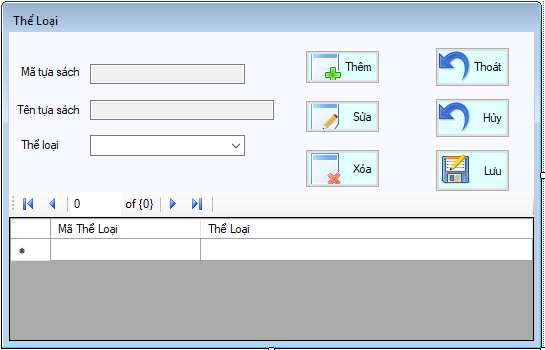 Thể Loại
Mã tựa sách
Thêm
Thoát
Tên tựa sách
Sửa
Hủy
Thể loại
Xóa
Lưu
0 of {0}
Mã Thể Loại Thể Loại